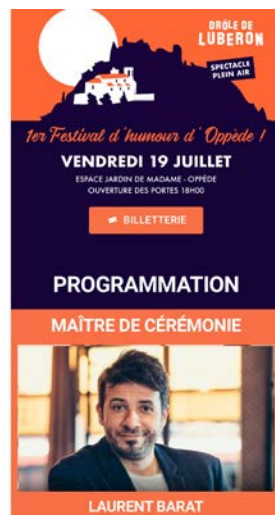 DRÔLE DE
LUBERON
SPECTACLE
PLEIN AIR
1er Festival d'humour d'Oppède !
VENDREDI 19 JUILLET
ESPACE JARDIN DE MADAME - OPPÈDE
OUVERTURE DES PORTES 18H00
BILLETTERIE
PROGRAMMATION
MAÎTRE DE CÉRÉMONIE
LAURENT BARAT